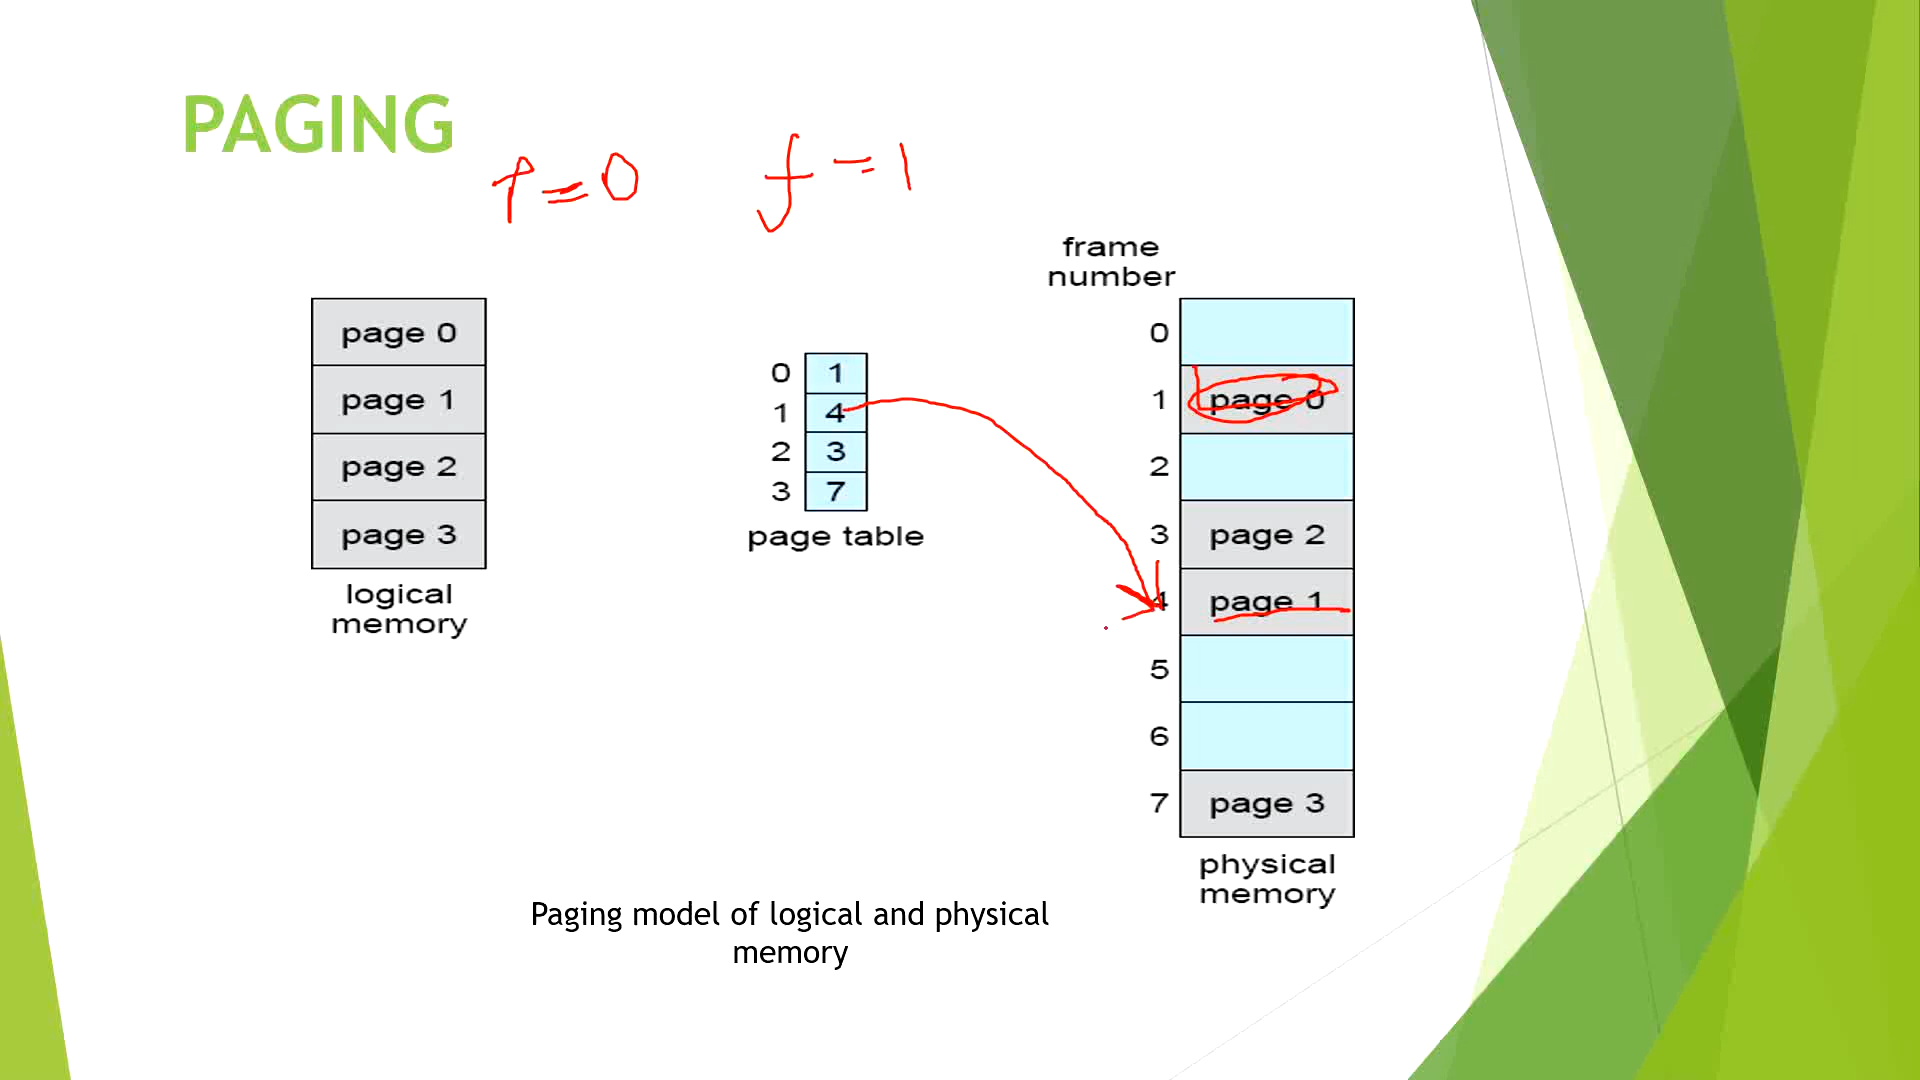 PAGING
P=0 f=1
frame
number
page 0
page 1
page 2
page 3
logical
memory
0 1
1 4
2 3
3 7
page table
0
1 page 0
2
3 page 2
4 page 1
5
6
7 page 3
physical
memory
Paging model of logical and physical
memory